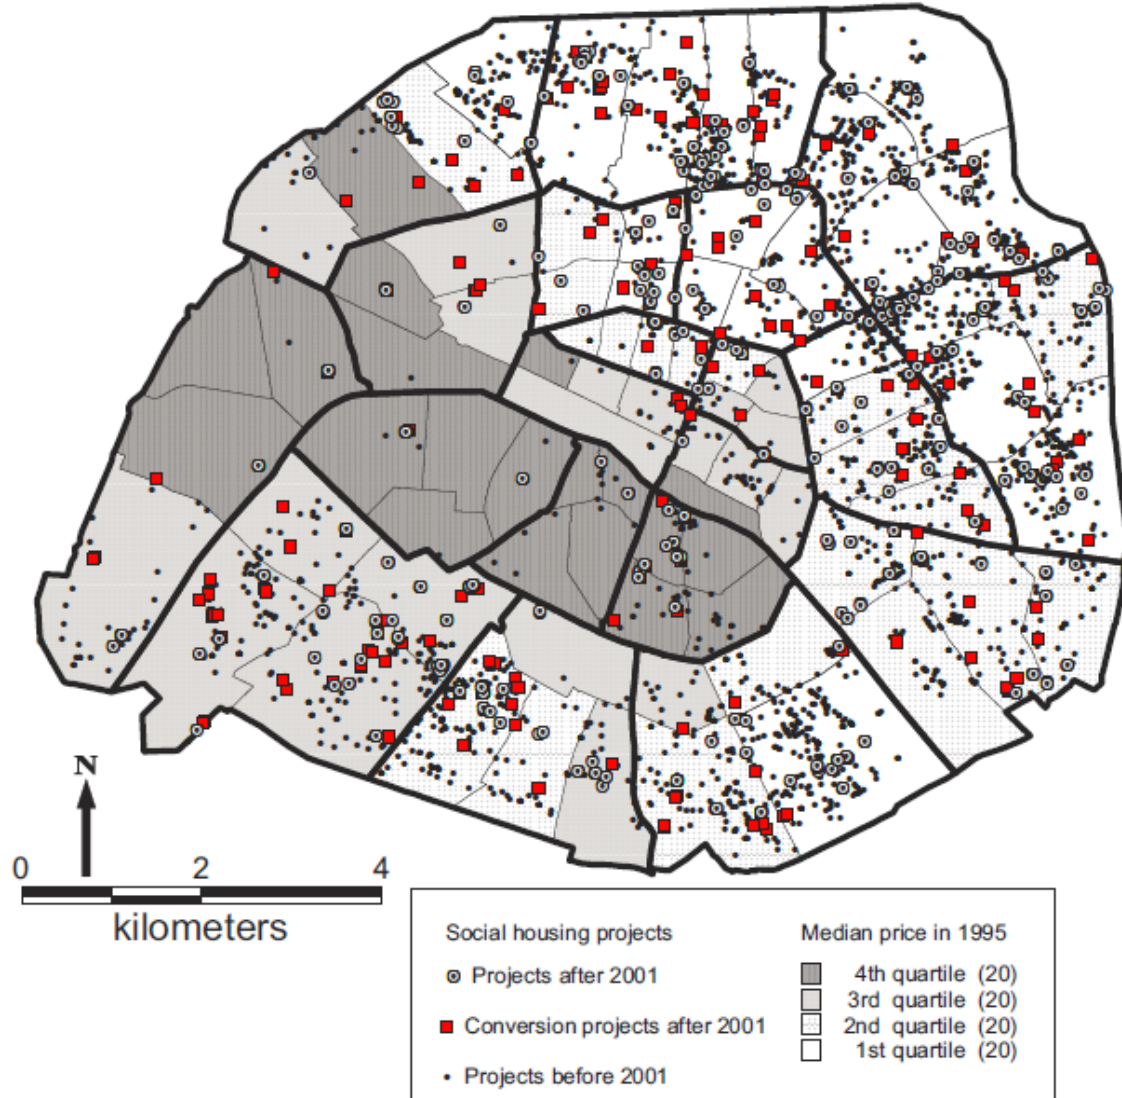 N
0 2 4
kilometers
Social housing projects
Projects after 2001
Conversion projects after 2001
Projects before 2001
Median price in 1995
4th quartile (20)
3rd quartile (20)
2nd quartile (20)
1st quartile (20)